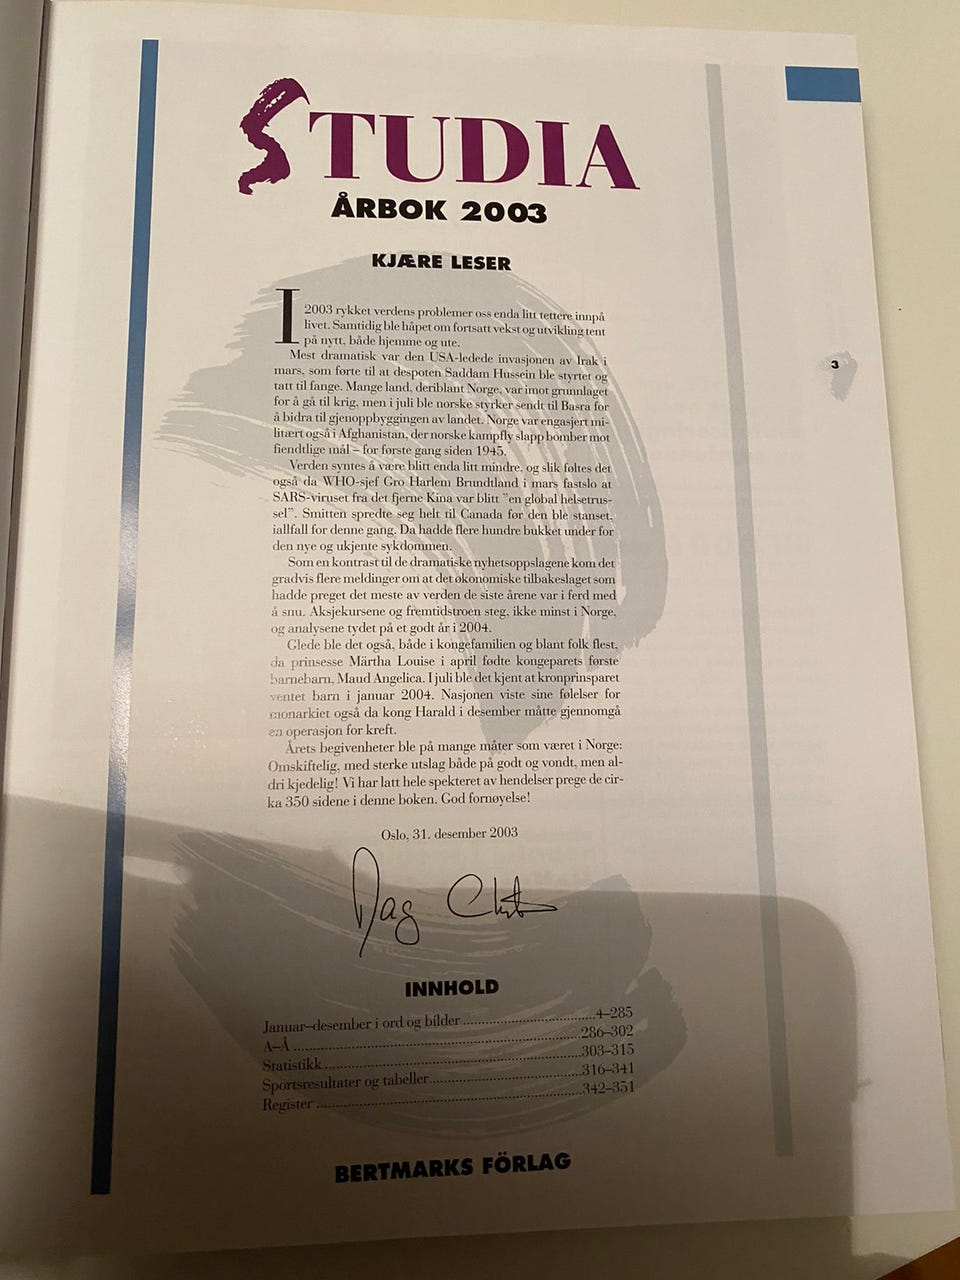 STUDIA
ÅRBOK 2003
KJÆRE LESER
I 2003 rykket verdens problemer oss enda litt tettere innpå
livet. Samtidig ble håpet om fortsatt vekst og utvikling tent
på nytt, både hjemme og ute.
Mest dramatisk var den USA-ledede invasjonen av Irak i
mars, som førte til at despoten Saddam Hussein ble styrtet og
tatt til fange. Mange land, deriblant Norge, var imot grunnlaget
for å gå til krig, men i juli ble norske styrker sendt til Basra for
å bidra til gjenoppbyggingen av landet. Norge var engasjert mi-
litært også i Afghanistan, der norske kampfly slapp bomber mot
fiendtlige mål – for første gang siden 1945.
Verden syntes å være blitt enda litt mindre, og slik føltes det
også da WHO-sjef Gro Harlem Brundtland i mars fastslo at
SARS-viruset fra det fjerne Kina var blitt "en global helsetrus-
sel". Smitten spredte seg helt til Canada før den ble stanset,
iallfall for denne gang. Da hadde flere hundre bukket under for
den nye og ukjente sykdommen.
Som en kontrast til de dramatiske nyhetsoppslagene kom det
gradvis flere meldinger om at det økonomiske tilbakeslaget som
hadde preget det meste av verden de siste årene var i ferd med
å snu. Aksjekursene og fremtidstroen steg, ikke minst i Norge,
og analysene tydet på et godt år i 2004.
Glede ble det også, både i kongefamilien og blant folk flest,
da prinsesse Märtha Louise i april fødte kongeparets første
barnebarn, Maud Angelica. I juli ble det kjent at kronprinsparet
ventet barn i januar 2004. Nasjonen viste sine følelser for
monarkiet også da kong Harald i desember måtte gjennomgå
en operasjon for kreft.
Årets begivenheter ble på mange måter som været i Norge:
Omskiftelig, med sterke utslag både på godt og vondt, men al-
dri kjedelig! Vi har latt hele spekteret av hendelser prege de cir-
ka 350 sidene i denne boken. God fornøyelse!
Oslo, 31. desember 2003
Dag
INNHOLD
Januar–desember i ord og bilder ..... 4–285
A–Å ..... 286–302
Statistikk ..... 303–315
Sportsresultater og tabeller ..... 316–341
Register ..... 342–351
BERTMARKS FÖRLAG
3